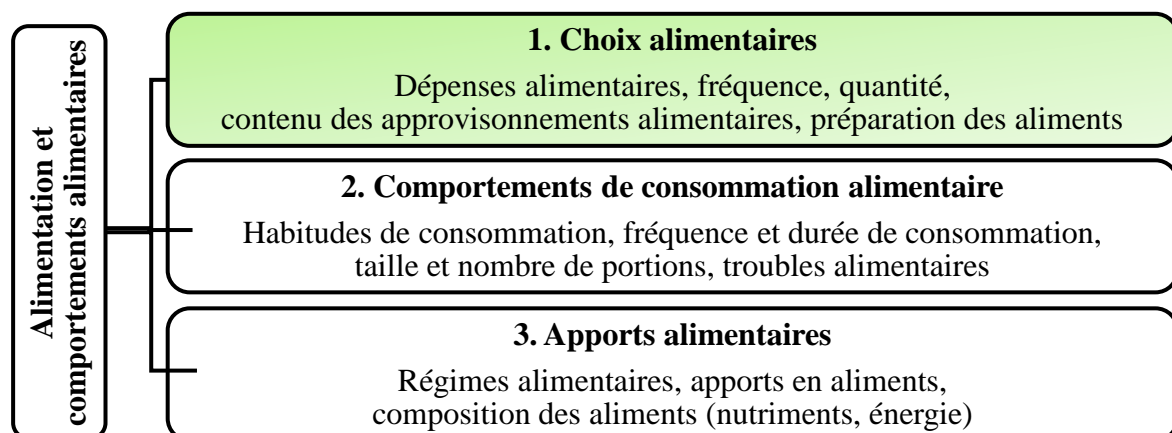 Alimentation et
comportements alimentaires
1. Choix alimentaires
Dépenses alimentaires, fréquence, quantité,
contenu des approvisonnements alimentaires, préparation des aliments
2. Comportements de consommation alimentaire
Habitudes de consommation, fréquence et durée de consommation,
taille et nombre de portions, troubles alimentaires
3. Apports alimentaires
Régimes alimentaires, apports en aliments,
composition des aliments (nutriments, énergie)